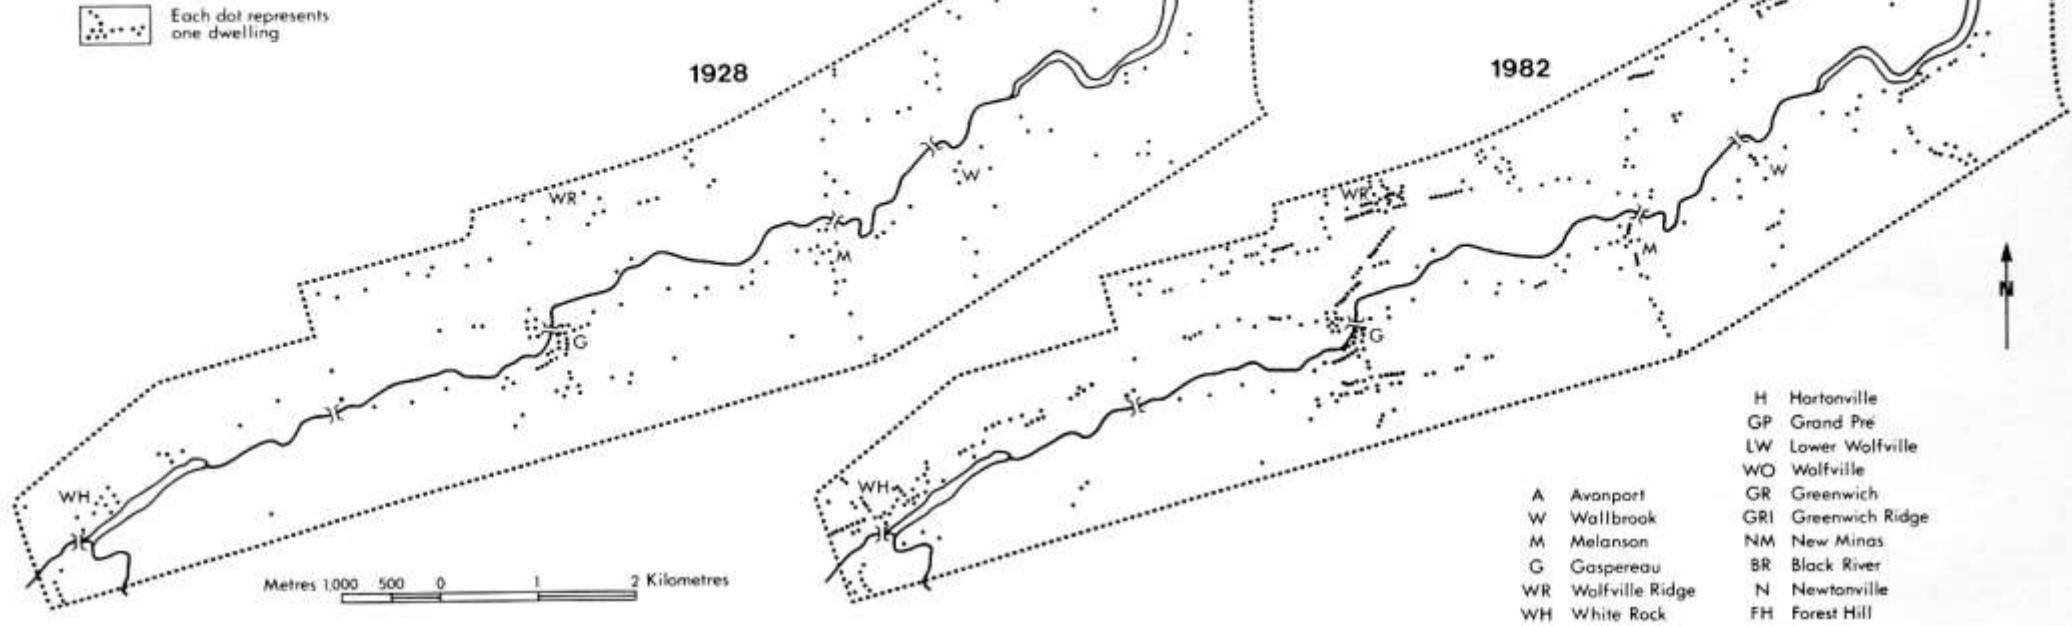 Each dot represents
one dwelling
1928
1982
WR
W
M
G
WH
WR
W
M
G
WH
N
Metres 1,000 500 0 1 2 Kilometres
A Avonport
W Wallbrook
M Melanson
G Gaspereau
WR Wolfville Ridge
WH White Rock
H Hortonville
GP Grand Pré
LW Lower Wolfville
WO Wolfville
GR Greenwich
GRI Greenwich Ridge
NM New Minas
BR Black River
N Newtonville
FH Forest Hill